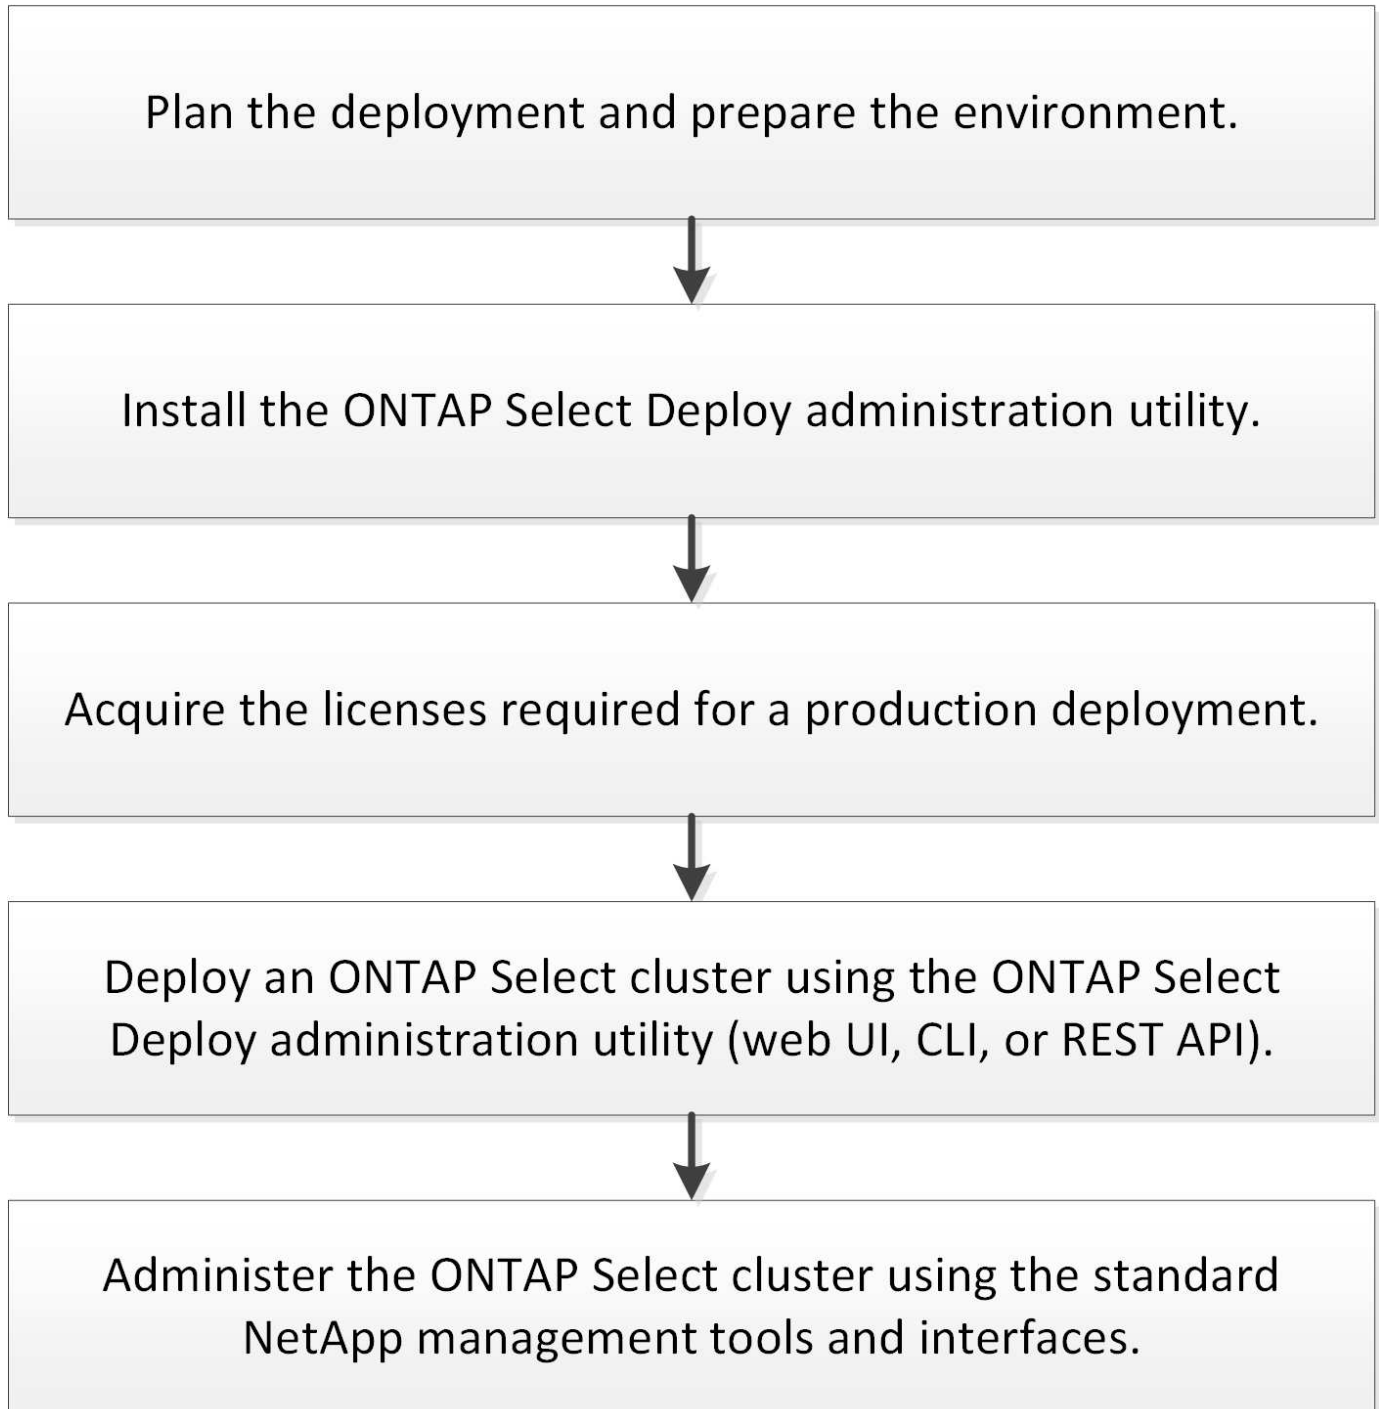 Plan the deployment and prepare the environment.
Install the ONTAP Select Deploy administration utility.
Acquire the licenses required for a production deployment.
Deploy an ONTAP Select cluster using the ONTAP Select
Deploy administration utility (web UI, CLI, or REST API).
Administer the ONTAP Select cluster using the standard
NetApp management tools and interfaces.